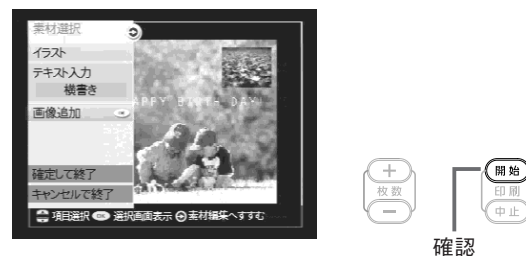 素材選択
イラスト
テキスト入力
横書き
画像追加
確定して終了
キャンセルで終了
HAPPY BIRTHDAY!
項目選択 OK 選択画面表示 素材編集へすすむ
＋
枚数
－
開始
印刷
中止
確認